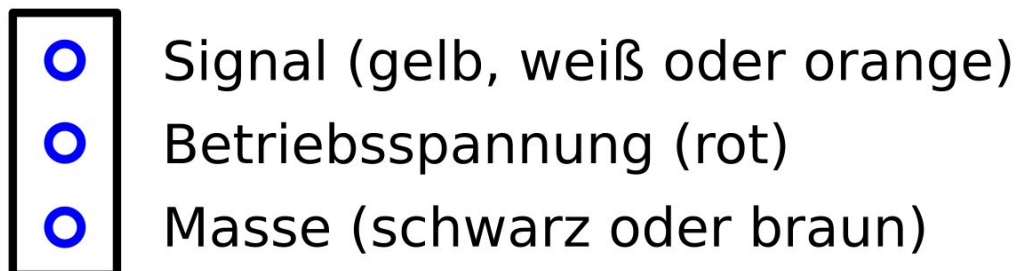 Signal (gelb, weiß oder orange)
Betriebsspannung (rot)
Masse (schwarz oder braun)